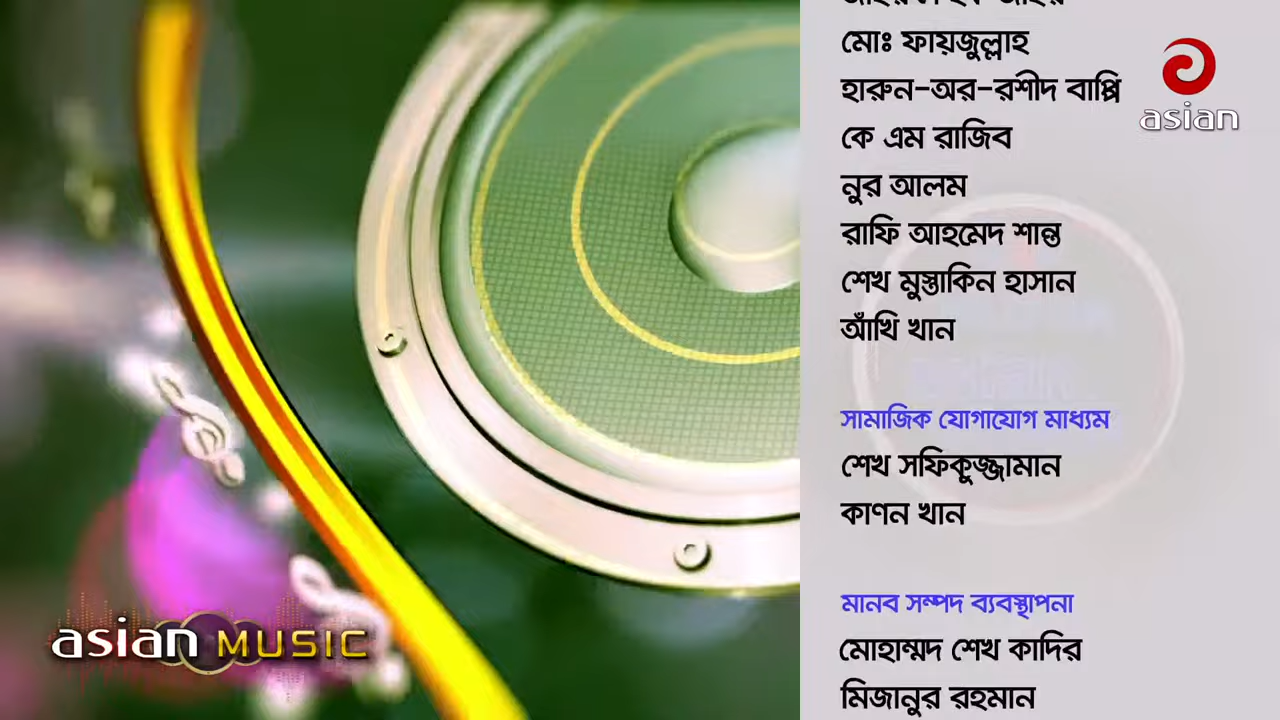 মোঃ ফায়জুল্লাহ
হারুন-অর-রশীদ বাপ্পি
কে এম রাজিব
নুর আলম
রাফি আহমেদ শান্ত
শেখ মুস্তাকিন হাসান
আঁখি খান
সামাজিক যোগাযোগ মাধ্যম
শেখ সফিকুজ্জামান
কাণন খান
মানব সম্পদ ব্যবস্থাপনা
মোহাম্মদ শেখ কাদির
মিজানুর রহমান
asian
asian MUSIC